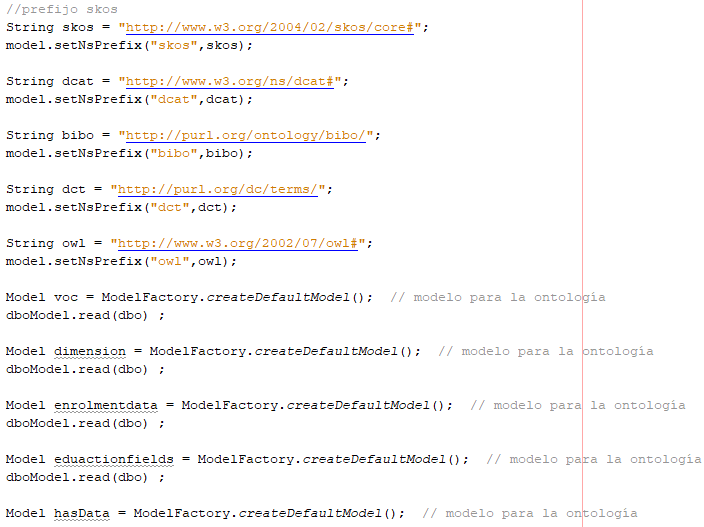 //prefijo skos
String skos = "http://www.w3.org/2004/02/skos/core#";
model.setNsPrefix("skos",skos);
String dcat = "http://www.w3.org/ns/dcat#";
model.setNsPrefix("dcat",dcat);
String bibo = "http://purl.org/ontology/bibo/";
model.setNsPrefix("bibo",bibo);
String dct = "http://purl.org/dc/terms/";
model.setNsPrefix("dct",dct);
String owl = "http://www.w3.org/2002/07/owl#";
model.setNsPrefix("owl",owl);
Model voc = ModelFactory.createDefaultModel();  // modelo para la ontología
dboModel.read(dbo) ;
Model dimension = ModelFactory.createDefaultModel();  // modelo para la ontología
dboModel.read(dbo) ;
Model enrolmentdata = ModelFactory.createDefaultModel();  // modelo para la ontología
dboModel.read(dbo) ;
Model eduactionfields = ModelFactory.createDefaultModel();  // modelo para la ontología
dboModel.read(dbo) ;
Model hasData = ModelFactory.createDefaultModel();  // modelo para la ontología